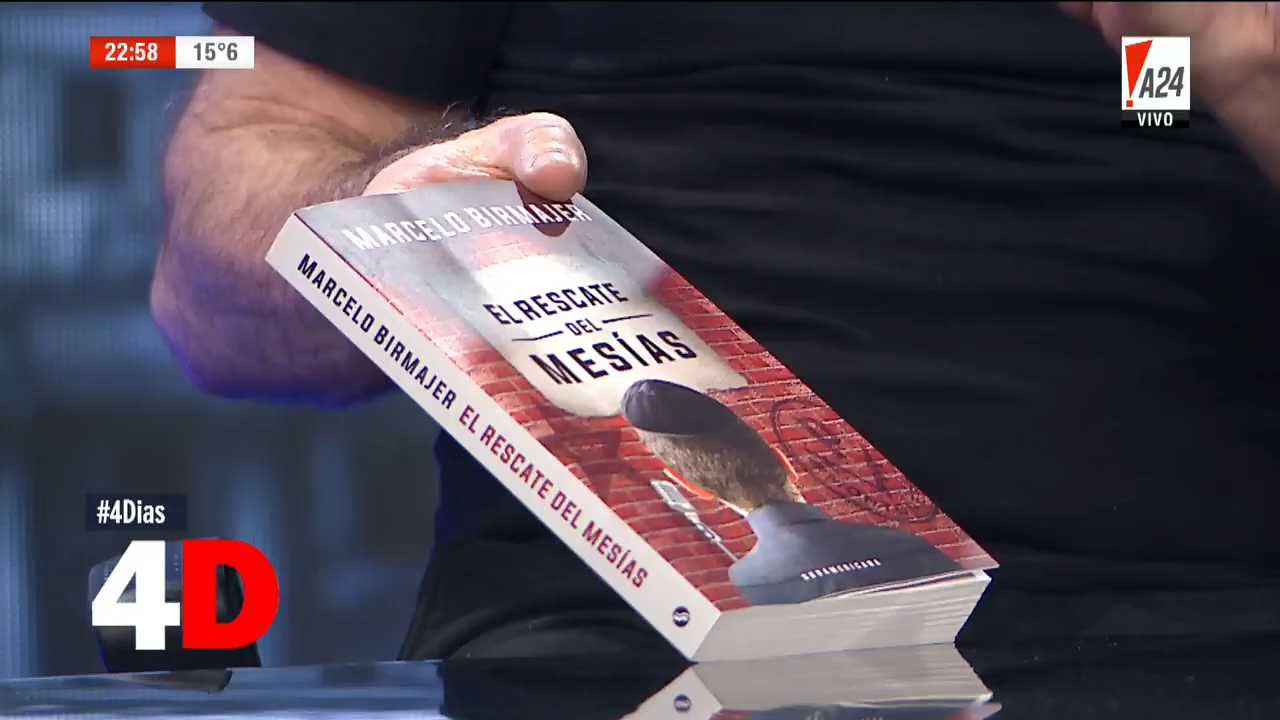 22:58 15°6
A24
VIVO
MARCELO BIRMAJER
EL RESCATE
DEL
MESÍAS
SUDAMERICANA
MARCELO BIRMAJER EL RESCATE DEL MESÍAS
#4Dias
4D